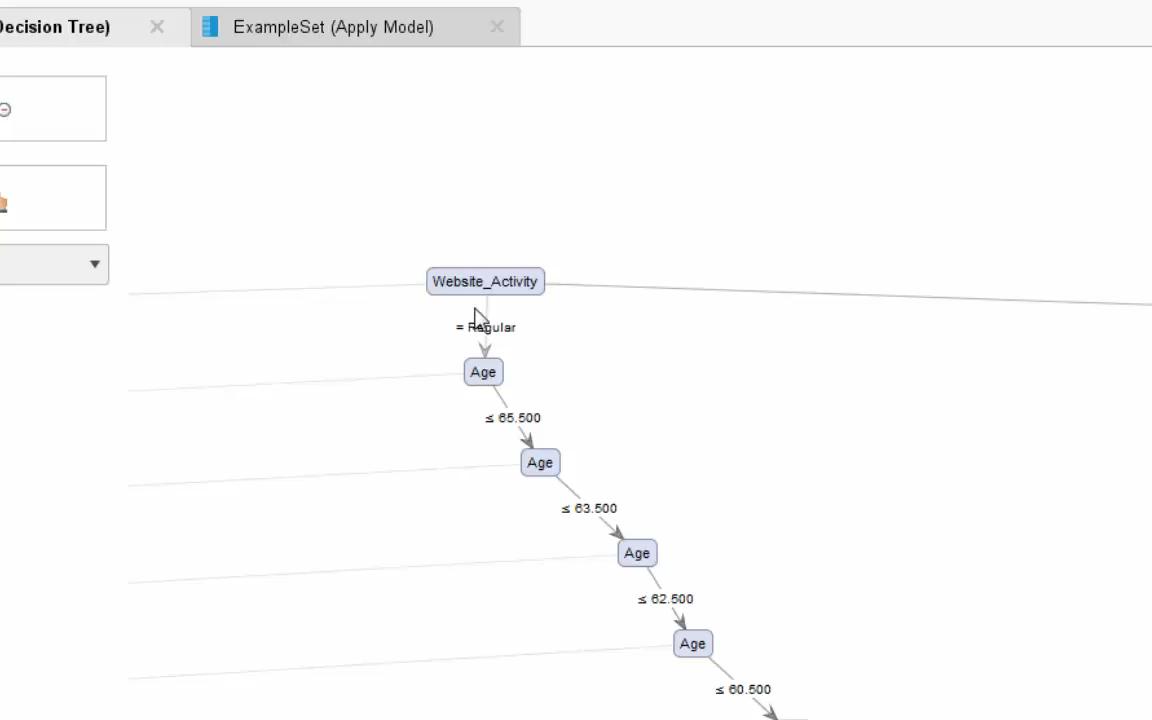 Decision Tree)
ExampleSet (Apply Model)
Website_Activity
= Regular
Age
≤ 65.500
Age
≤ 63.500
Age
≤ 62.500
Age
≤ 60.500